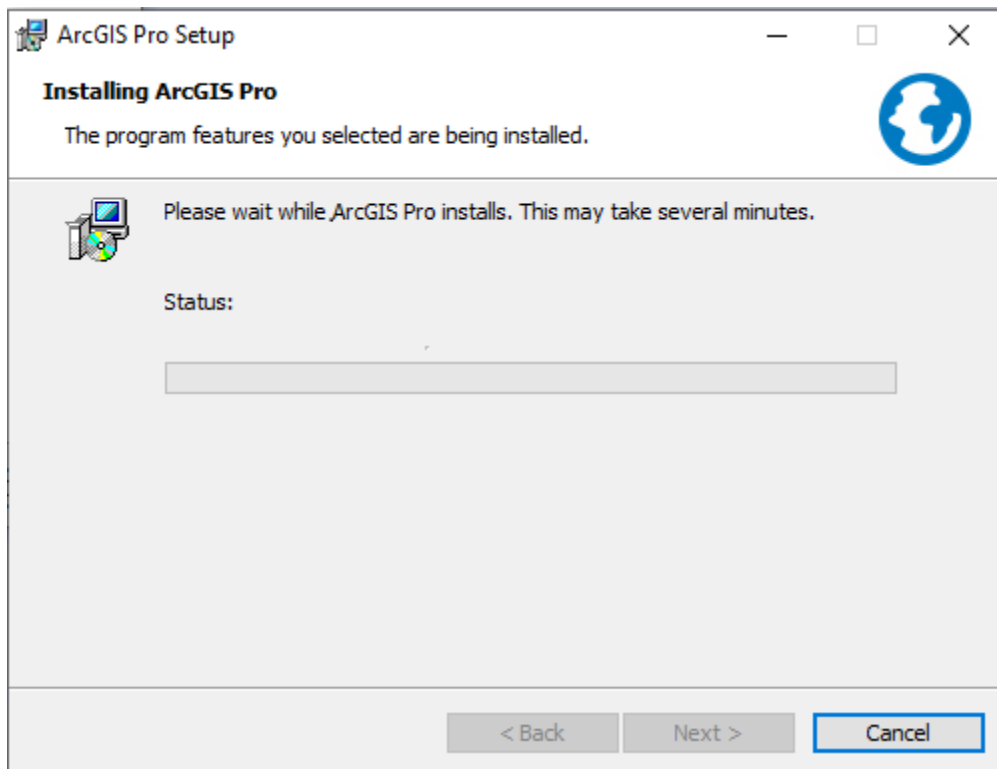 ArcGIS Pro Setup
Installing ArcGIS Pro
The program features you selected are being installed.
Please wait while ArcGIS Pro installs. This may take several minutes.
Status:
< Back Next > Cancel